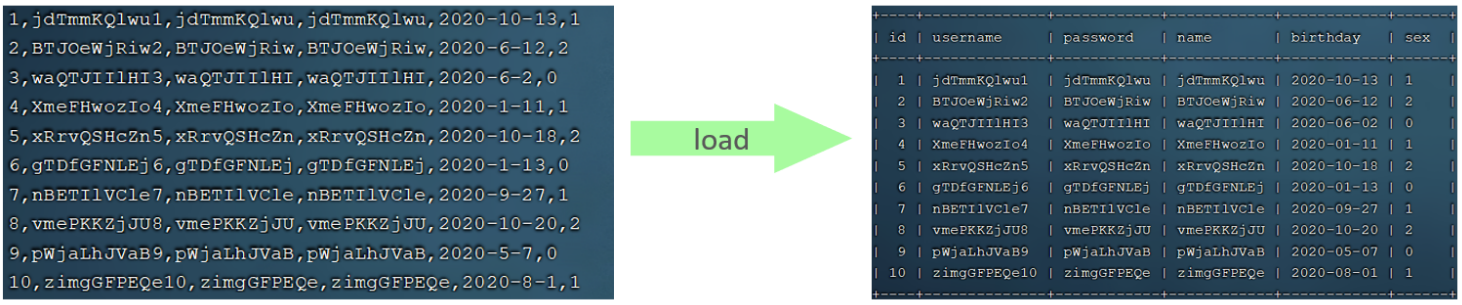 1,jdTmmKQlwu1,jdTmmKQlwu,jdTmmKQlwu,2020-10-13,1
2,BTJOeWjRiw2,BTJOeWjRiw,BTJOeWjRiw,2020-6-12,2
3,waQTJIIlHI3,waQTJIIlHI,waQTJIIlHI,2020-6-2,0
4,XmeFHwozIo4,XmeFHwozIo,XmeFHwozIo,2020-1-11,1
5,xRrvQSHcZn5,xRrvQSHcZn,xRrvQSHcZn,2020-10-18,2
6,gTDfGFNLEj6,gTDfGFNLEj,gTDfGFNLEj,2020-1-13,0
7,nBETIlVCle7,nBETIlVCle,nBETIlVCle,2020-9-27,1
8,vmePKKZjJU8,vmePKKZjJU,vmePKKZjJU,2020-10-20,2
9,pWjaLhJVaB9,pWjaLhJVaB,pWjaLhJVaB,2020-5-7,0
10,zimgGFPEQe10,zimgGFPEQe,zimgGFPEQe,2020-8-1,1
load
| id | username | password | name | birthday | sex |
| 1 | jdTmmKQlwu1 | jdTmmKQlwu | jdTmmKQlwu | 2020-10-13 | 1 |
| 2 | BTJOeWjRiw2 | BTJOeWjRiw | BTJOeWjRiw | 2020-06-12 | 2 |
| 3 | waQTJIIlHI3 | waQTJIIlHI | waQTJIIlHI | 2020-06-02 | 0 |
| 4 | XmeFHwozIo4 | XmeFHwozIo | XmeFHwozIo | 2020-01-11 | 1 |
| 5 | xRrvQSHcZn5 | xRrvQSHcZn | xRrvQSHcZn | 2020-10-18 | 2 |
| 6 | gTDfGFNLEj6 | gTDfGFNLEj | gTDfGFNLEj | 2020-01-13 | 0 |
| 7 | nBETIlVCle7 | nBETIlVCle | nBETIlVCle | 2020-09-27 | 1 |
| 8 | vmePKKZjJU8 | vmePKKZjJU | vmePKKZjJU | 2020-10-20 | 2 |
| 9 | pWjaLhJVaB9 | pWjaLhJVaB | pWjaLhJVaB | 2020-05-07 | 0 |
| 10 | zimgGFPEQe10 | zimgGFPEQe | zimgGFPEQe | 2020-08-01 | 1 |